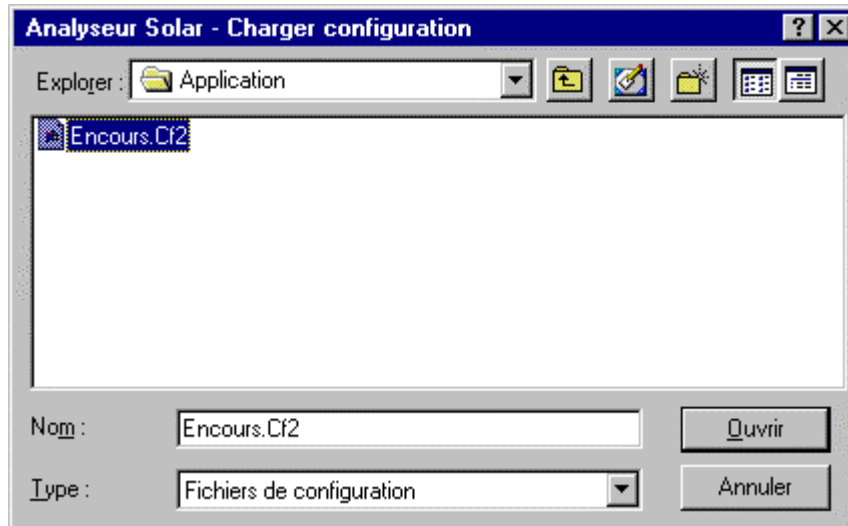 Analyseur Solar - Charger configuration
Explorer : Application
Encours.Cf2
Nom : Encours.Cf2 Ouvrir
Type : Fichiers de configuration Annuler